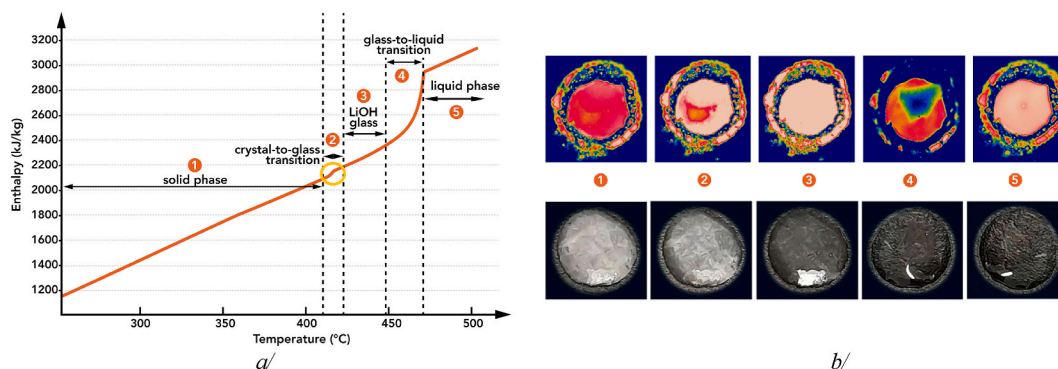 3200
3000
2800
2600
2400
2200
2000
1800
1600
1400
1200
Enthalpy (kJ/kg)
300
350
400
450
500
Temperature (°C)
glass-to-liquid
transition
4
liquid phase
5
3
LiOH
glass
2
crystal-to-glass
transition
1
solid phase
a/
1
2
3
4
5
b/